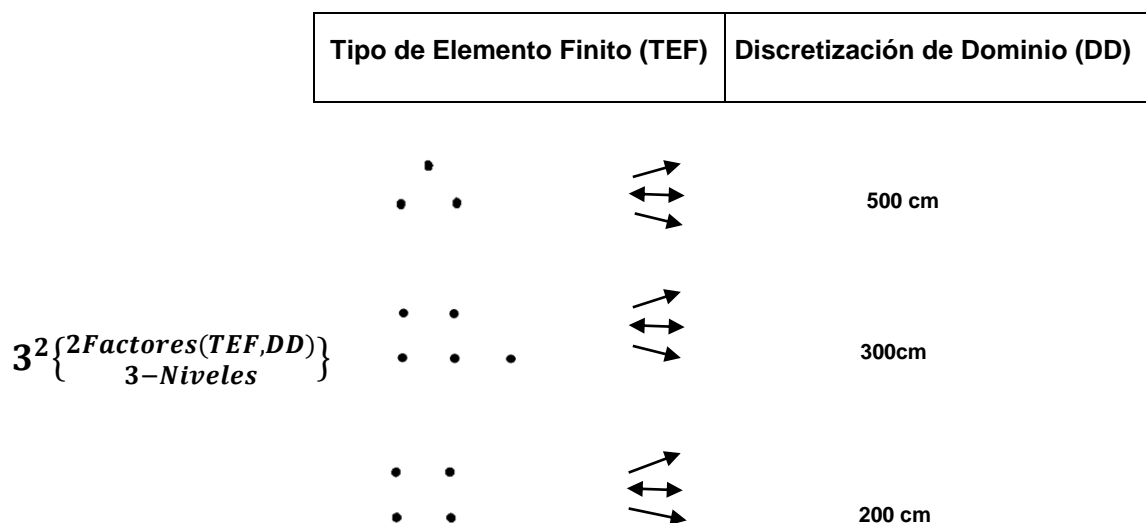 Tipo de Elemento Finito (TEF) Discretización de Dominio (DD)
500 cm
3²{2Factores(TEF,DD)
3−Niveles}
300cm
200 cm